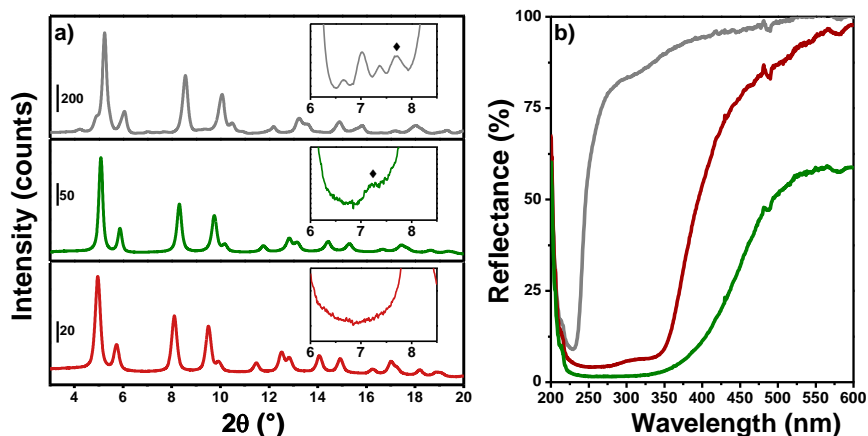 a)
200
◆
6 7 8
50
◆
6 7 8
20
6 7 8
Intensity (counts)
4 6 8 10 12 14 16 18 20
2θ (°)
b)
100
75
50
25
0
Reflectance (%)
200 250 300 350 400 450 500 550 600
Wavelength (nm)